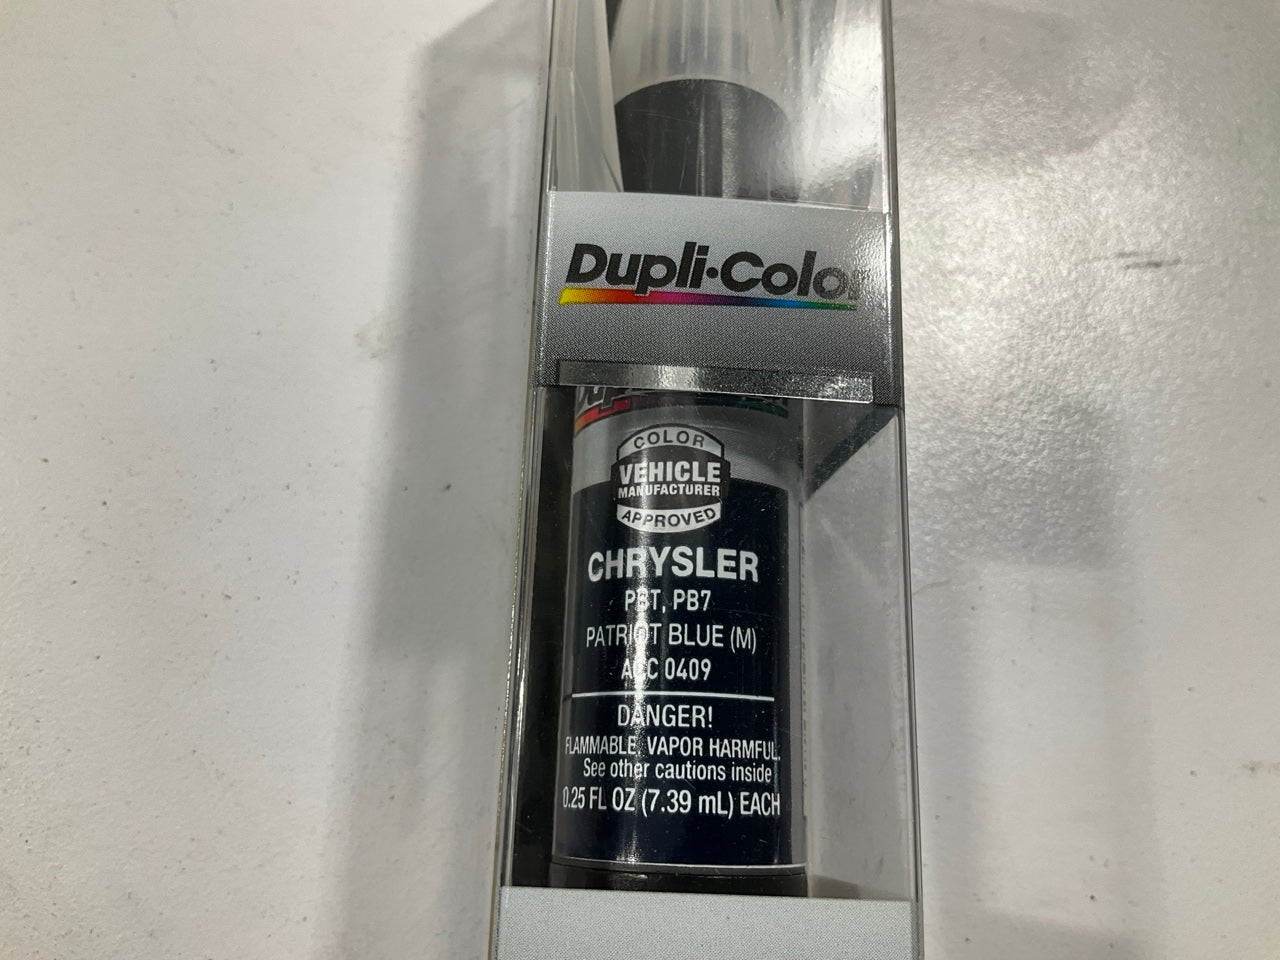 Dupli•Color
COLOR
VEHICLE
MANUFACTURER
APPROVED
CHRYSLER
PBT, PB7
PATRIOT BLUE (M)
ACC 0409
DANGER!
FLAMMABLE, VAPOR HARMFUL.
See other cautions inside
0.25 FL OZ (7.39 mL) EACH